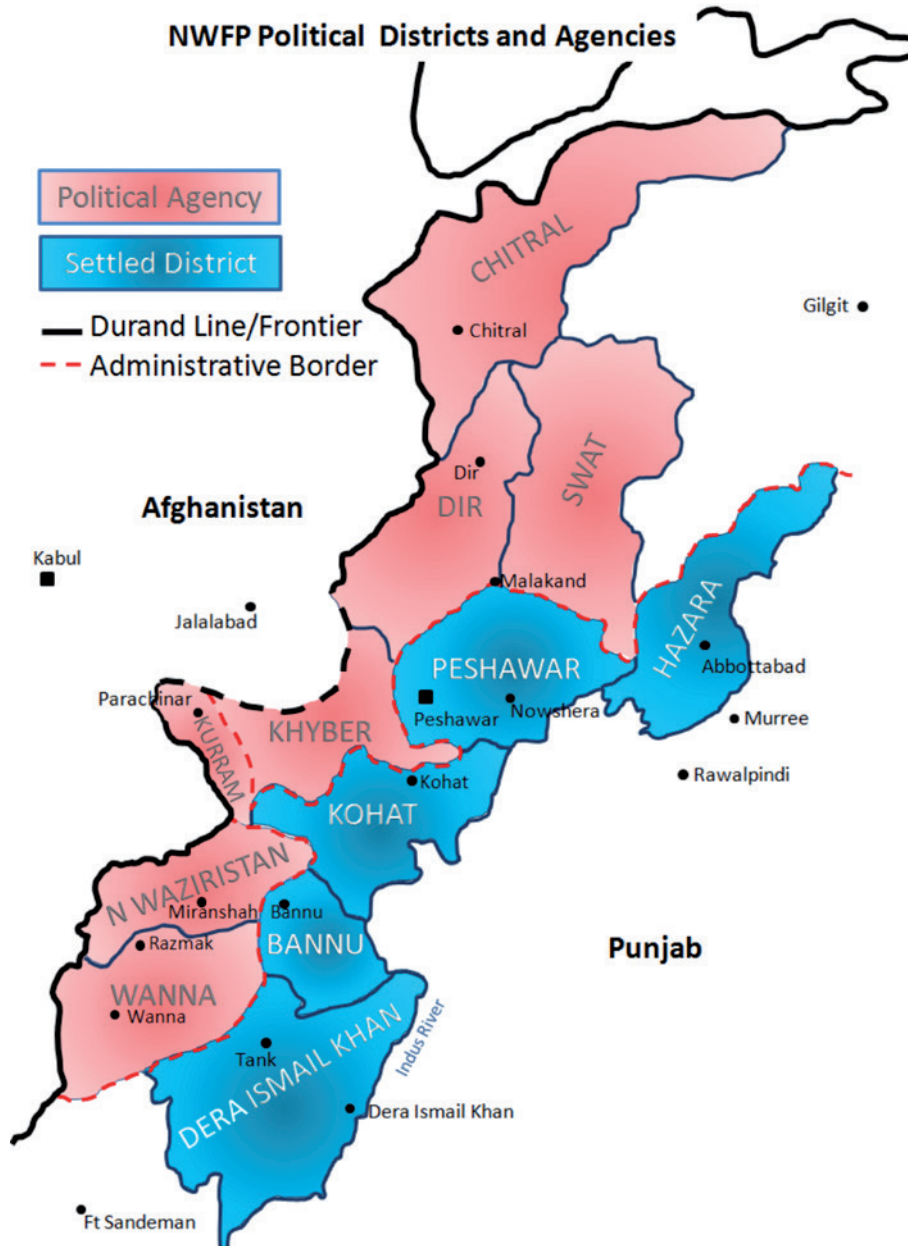 NWFP Political Districts and Agencies
Political Agency
Settled District
Durand Line/Frontier
Administrative Border
CHITRAL
Gilgit
Chitral
Dir
DIR
SWAT
Afghanistan
Kabul
Malakand
Jalalabad
HAZARA
PESHAWAR
Abbottabad
Parachinar
Peshawar
Nowshera
Murree
KHYBER
KURRAM
Rawalpindi
Kohat
KOHAT
N WAZIRISTAN
Miranshah
Bannu
Razmak
BANNU
Punjab
WANNA
Wanna
Indus River
Tank
DERA ISMAIL KHAN
Dera Ismail Khan
Ft Sandeman